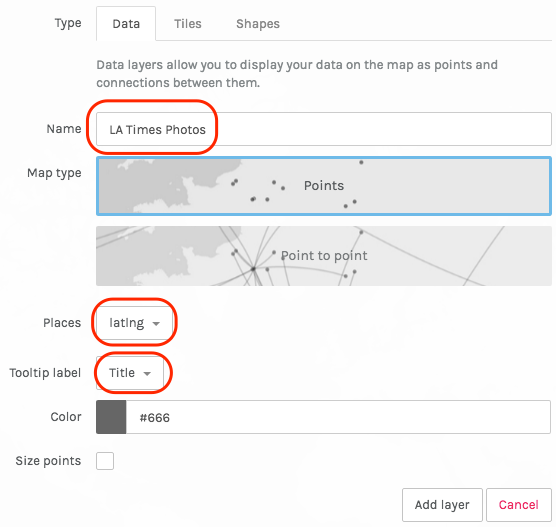 Type Data Tiles Shapes
Data layers allow you to display your data on the map as points and
connections between them.
Name LA Times Photos
Map type Points
Point to point
Places latlng
Tooltip label Title
Color #666
Size points
Add layer Cancel